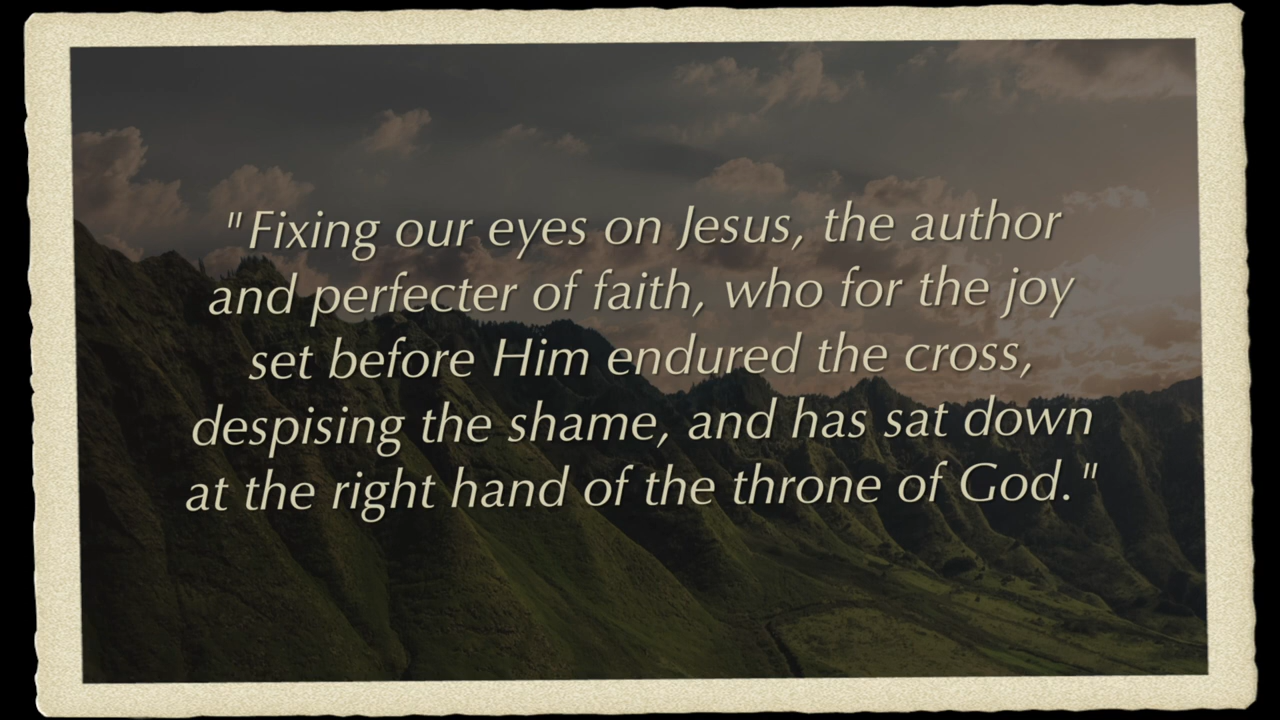 "Fixing our eyes on Jesus, the author
and perfecter of faith, who for the joy
set before Him endured the cross,
despising the shame, and has sat down
at the right hand of the throne of God."